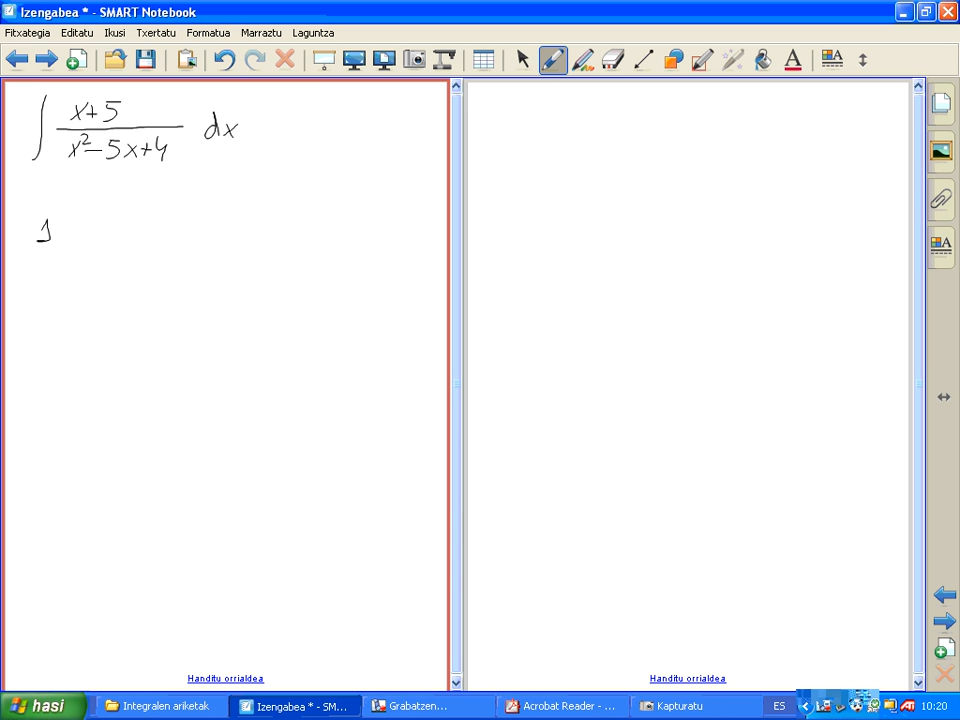 Izengabea * - SMART Notebook
Fitxategia Editatu Ikusi Txertatu Formatua Marraztu Laguntza
∫ x+5 / x²-5x+4 dx
1
Handitu orrialdea Handitu orrialdea
hasi Integralen ariketak Izengabea * - SM... Grabatzen... Acrobat Reader - ... Kapturatu ES 10:20